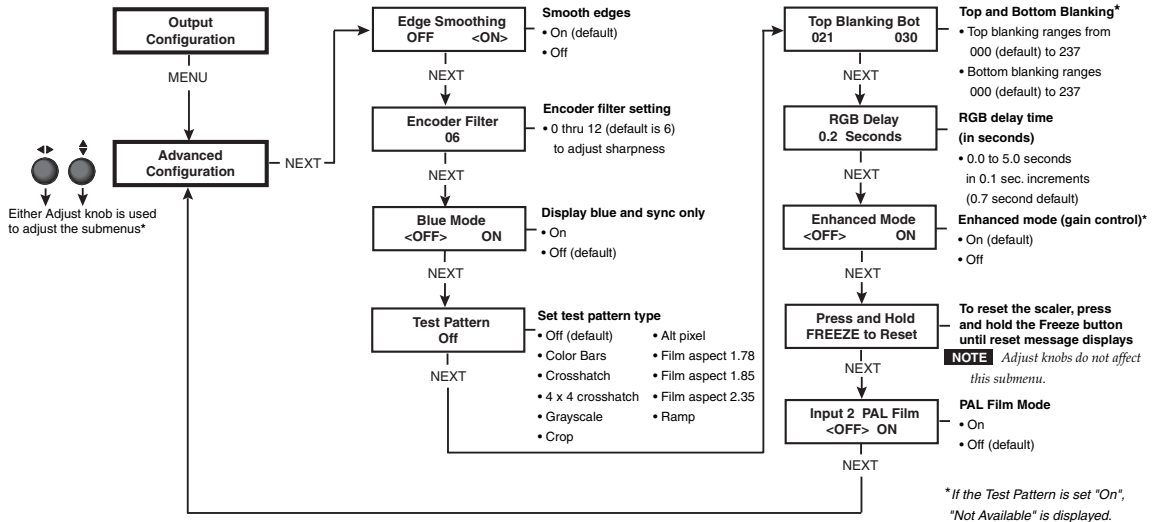 Output
Configuration
MENU
Advanced
Configuration
NEXT
Either Adjust knob is used
to adjust the submenus*
Edge Smoothing
OFF <ON>
Smooth edges
• On (default)
• Off
NEXT
Encoder Filter
06
Encoder filter setting
• 0 thru 12 (default is 6)
to adjust sharpness
NEXT
Blue Mode
<OFF> ON
Display blue and sync only
• On
• Off (default)
NEXT
Test Pattern
Off
Set test pattern type
• Off (default)
• Color Bars
• Crosshatch
• 4 x 4 crosshatch
• Grayscale
• Crop
• Alt pixel
• Film aspect 1.78
• Film aspect 1.85
• Film aspect 2.35
• Ramp
NEXT
Top Blanking Bot
021 030
Top and Bottom Blanking*
• Top blanking ranges from
000 (default) to 237
• Bottom blanking ranges
000 (default) to 237
NEXT
RGB Delay
0.2 Seconds
RGB delay time
(in seconds)
• 0.0 to 5.0 seconds
in 0.1 sec. increments
(0.7 second default)
NEXT
Enhanced Mode
<OFF> ON
Enhanced mode (gain control)*
• On (default)
• Off
NEXT
Press and Hold
FREEZE to Reset
To reset the scaler, press
and hold the Freeze button
until reset message displays
NOTE Adjust knobs do not affect
this submenu.
NEXT
Input 2 PAL Film
<OFF> ON
PAL Film Mode
• On
• Off (default)
NEXT
*If the Test Pattern is set "On",
"Not Available" is displayed.